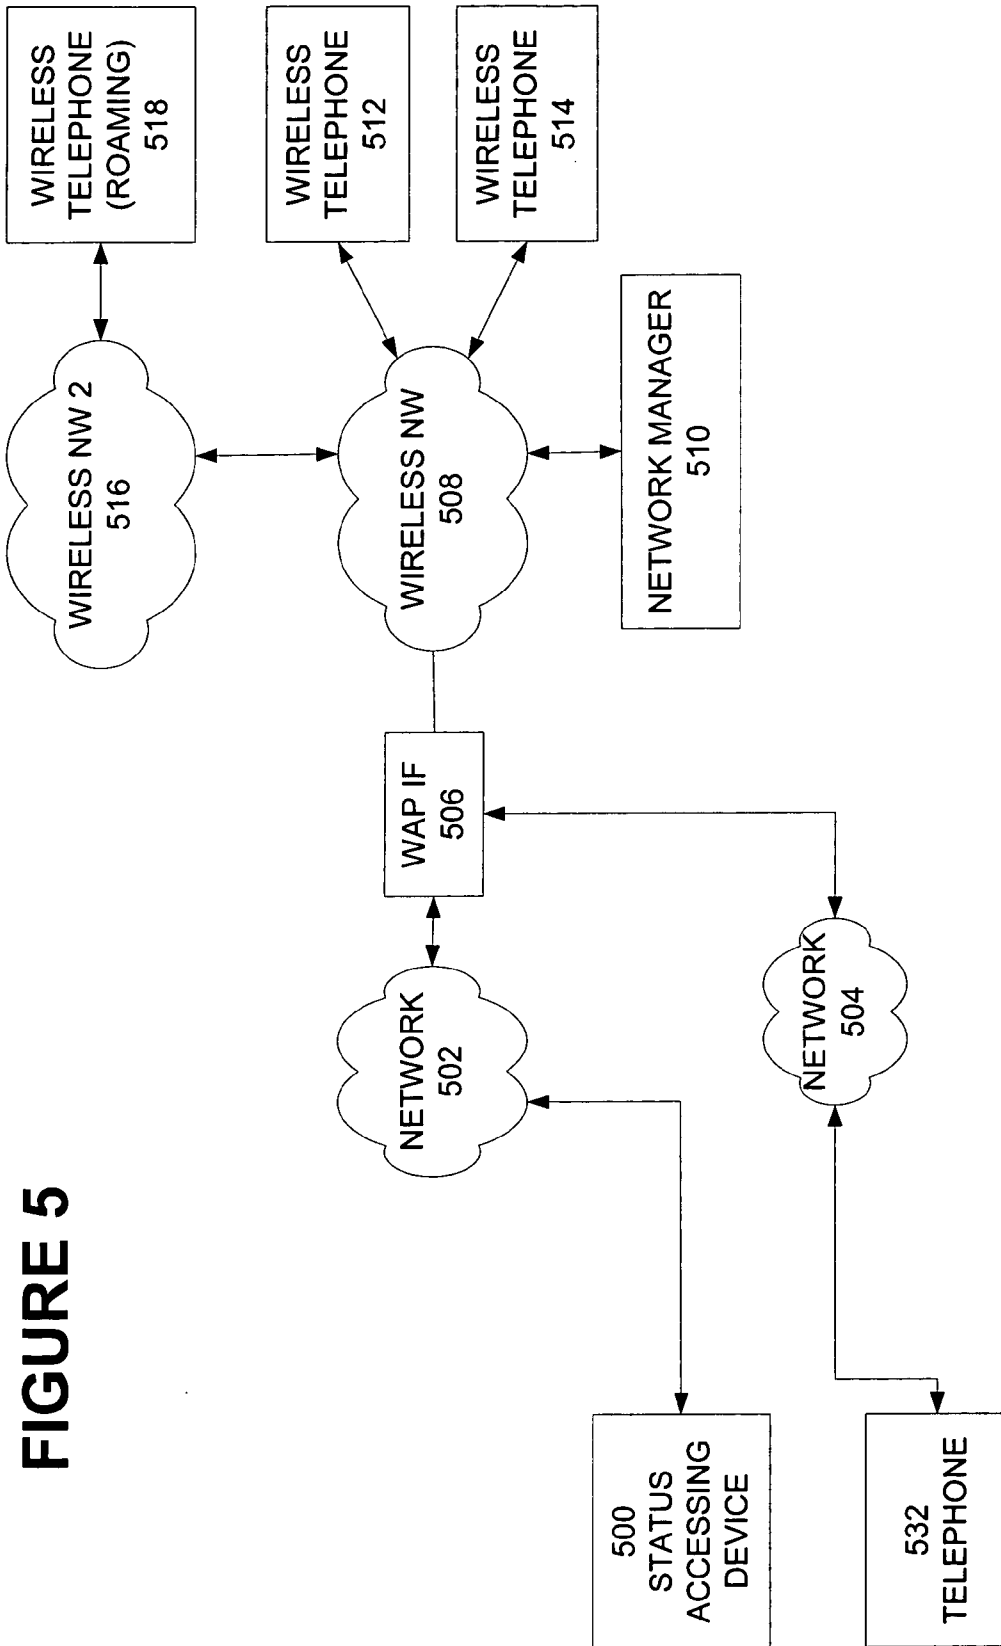 FIGURE 5
500
STATUS
ACCESSING
DEVICE
532
TELEPHONE
NETWORK
502
NETWORK
504
WAP IF
506
WIRELESS NW 2
516
WIRELESS NW
508
NETWORK MANAGER
510
WIRELESS
TELEPHONE
(ROAMING)
518
WIRELESS
TELEPHONE
512
WIRELESS
TELEPHONE
514